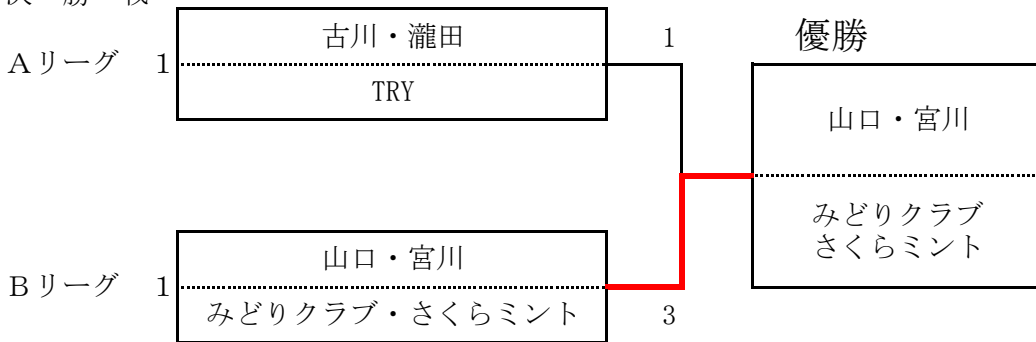 Aリーグ 1
古川・瀧田
TRY
1
優勝
山口・宮川
みどりクラブ
さくらミント
Bリーグ 1
山口・宮川
みどりクラブ・さくらミント
3